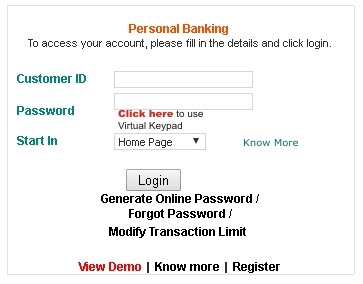 Personal Banking
To access your account, please fill in the details and click login.
Customer ID
Password
Click here to use
Virtual Keypad
Start In Home Page Know More
Login
Generate Online Password /
Forgot Password /
Modify Transaction Limit
View Demo | Know more | Register